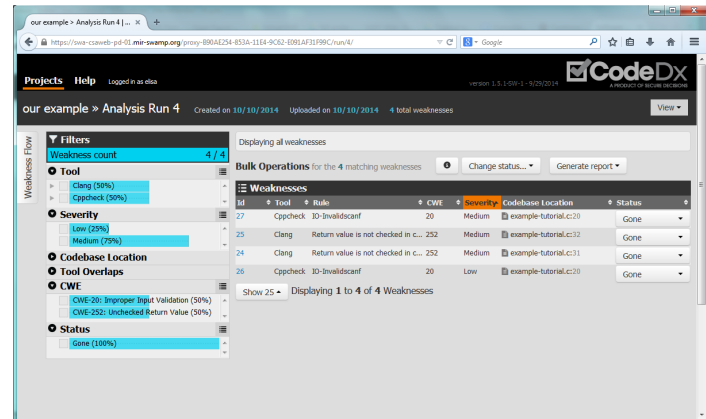 our example > Analysis Run 4 | ... × +
https://swa-csaweb-pd-01.mir-swamp.org/proxy-B90AE254-853A-11E4-9C62-E091AF31F99C/run/4/
Google
Projects Help Logged in as elisa
version 1.5.1-SW-1 - 9/29/2014
CodeDx
A PRODUCT OF SECURE DECISIONS
our example » Analysis Run 4 Created on 10/10/2014 Uploaded on 10/10/2014 4 total weaknesses View
Weakness Flow
Filters
Weakness count 4 / 4
Tool
Clang (50%)
Cppcheck (50%)
Severity
Low (25%)
Medium (75%)
Codebase Location
Tool Overlaps
CWE
CWE-20: Improper Input Validation (50%)
CWE-252: Unchecked Return Value (50%)
Status
Gone (100%)
Displaying all weaknesses
Bulk Operations for the 4 matching weaknesses Change status... Generate report
Weaknesses
Id Tool Rule CWE Severity Codebase Location Status
27 Cppcheck IO-Invalidscanf 20 Medium example-tutorial.c:20 Gone
25 Clang Return value is not checked in c... 252 Medium example-tutorial.c:32 Gone
24 Clang Return value is not checked in c... 252 Medium example-tutorial.c:31 Gone
26 Cppcheck IO-Invalidscanf 20 Low example-tutorial.c:20 Gone
Show 25 Displaying 1 to 4 of 4 Weaknesses